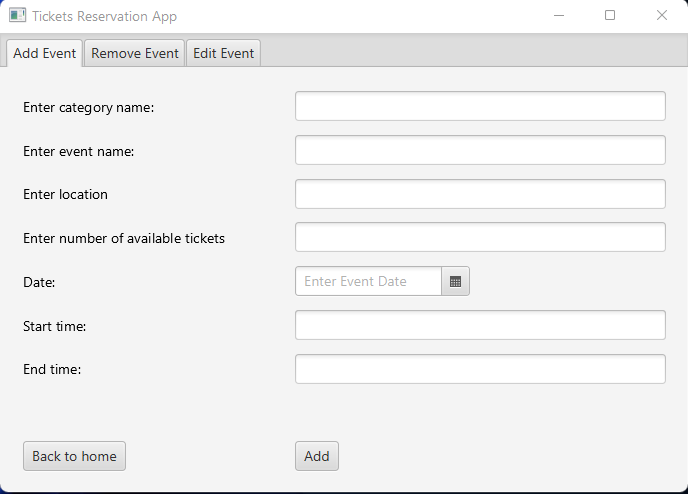 Tickets Reservation App
Add Event Remove Event Edit Event
Enter category name:
Enter event name:
Enter location
Enter number of available tickets
Date: Enter Event Date
Start time:
End time:
Back to home Add